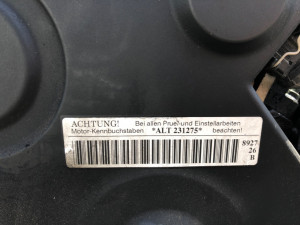 ACHTUNG! Bei allen Pruef-und Einstellarbeiten
Motor-Kennbuchstaben *ALT 231275* beachten!
8927
26
B